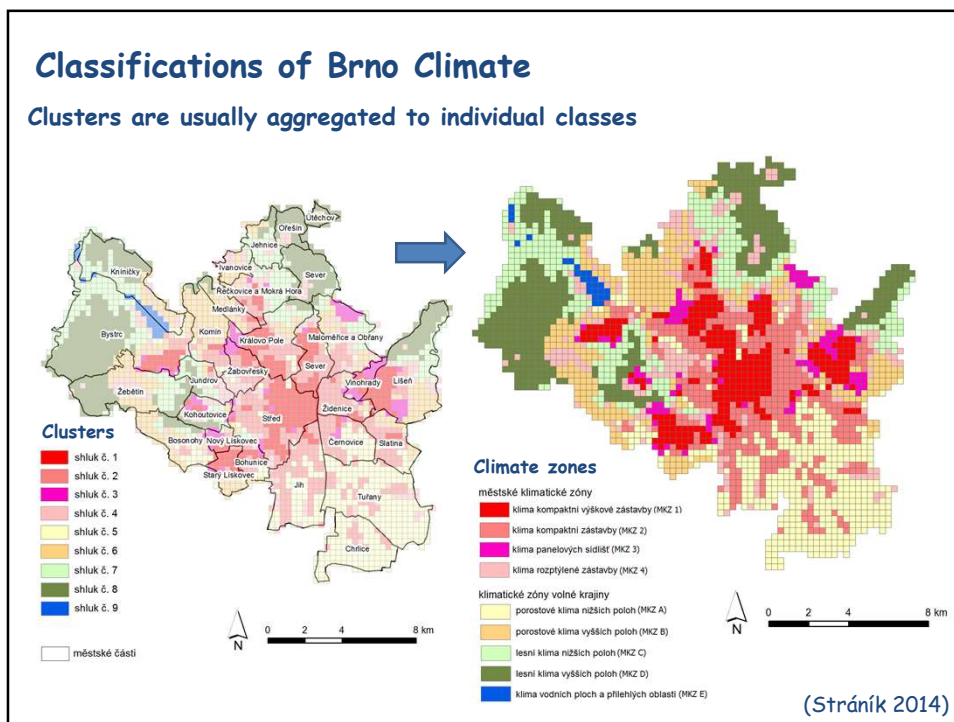 Classifications of Brno Climate
Clusters are usually aggregated to individual classes
Útěchov
Ořešín
Jehnice
Ivanovice
Sever
Kníničky
Řečkovice a Mokrá Hora
Medlánky
Bystrc
Komín
Královo Pole
Maloměřice a Obřany
Žabovřesky
Sever
Jundrov
Vinohrady
Líšeň
Žebětín
Kohoutovice
Střed
Židenice
Bosonohy
Nový Lískovec
Černovice
Slatina
Bohunice
Starý Lískovec
Jih
Tuřany
Chrlice
Clusters
shluk č. 1
shluk č. 2
shluk č. 3
shluk č. 4
shluk č. 5
shluk č. 6
shluk č. 7
shluk č. 8
shluk č. 9
městské části
N
0 2 4 8 km
Climate zones
městské klimatické zóny
klima kompaktní výškové zástavby (MKZ 1)
klima kompaktní zástavby (MKZ 2)
klima panelových sídlišť (MKZ 3)
klima rozptýlené zástavby (MKZ 4)
klimatické zóny volné krajiny
porostové klima nižších poloh (MKZ A)
porostové klima vyšších poloh (MKZ B)
lesní klima nižších poloh (MKZ C)
lesní klima vyšších poloh (MKZ D)
klima vodních ploch a přilehlých oblastí (MKZ E)
N
0 2 4 8 km
(Stráník 2014)